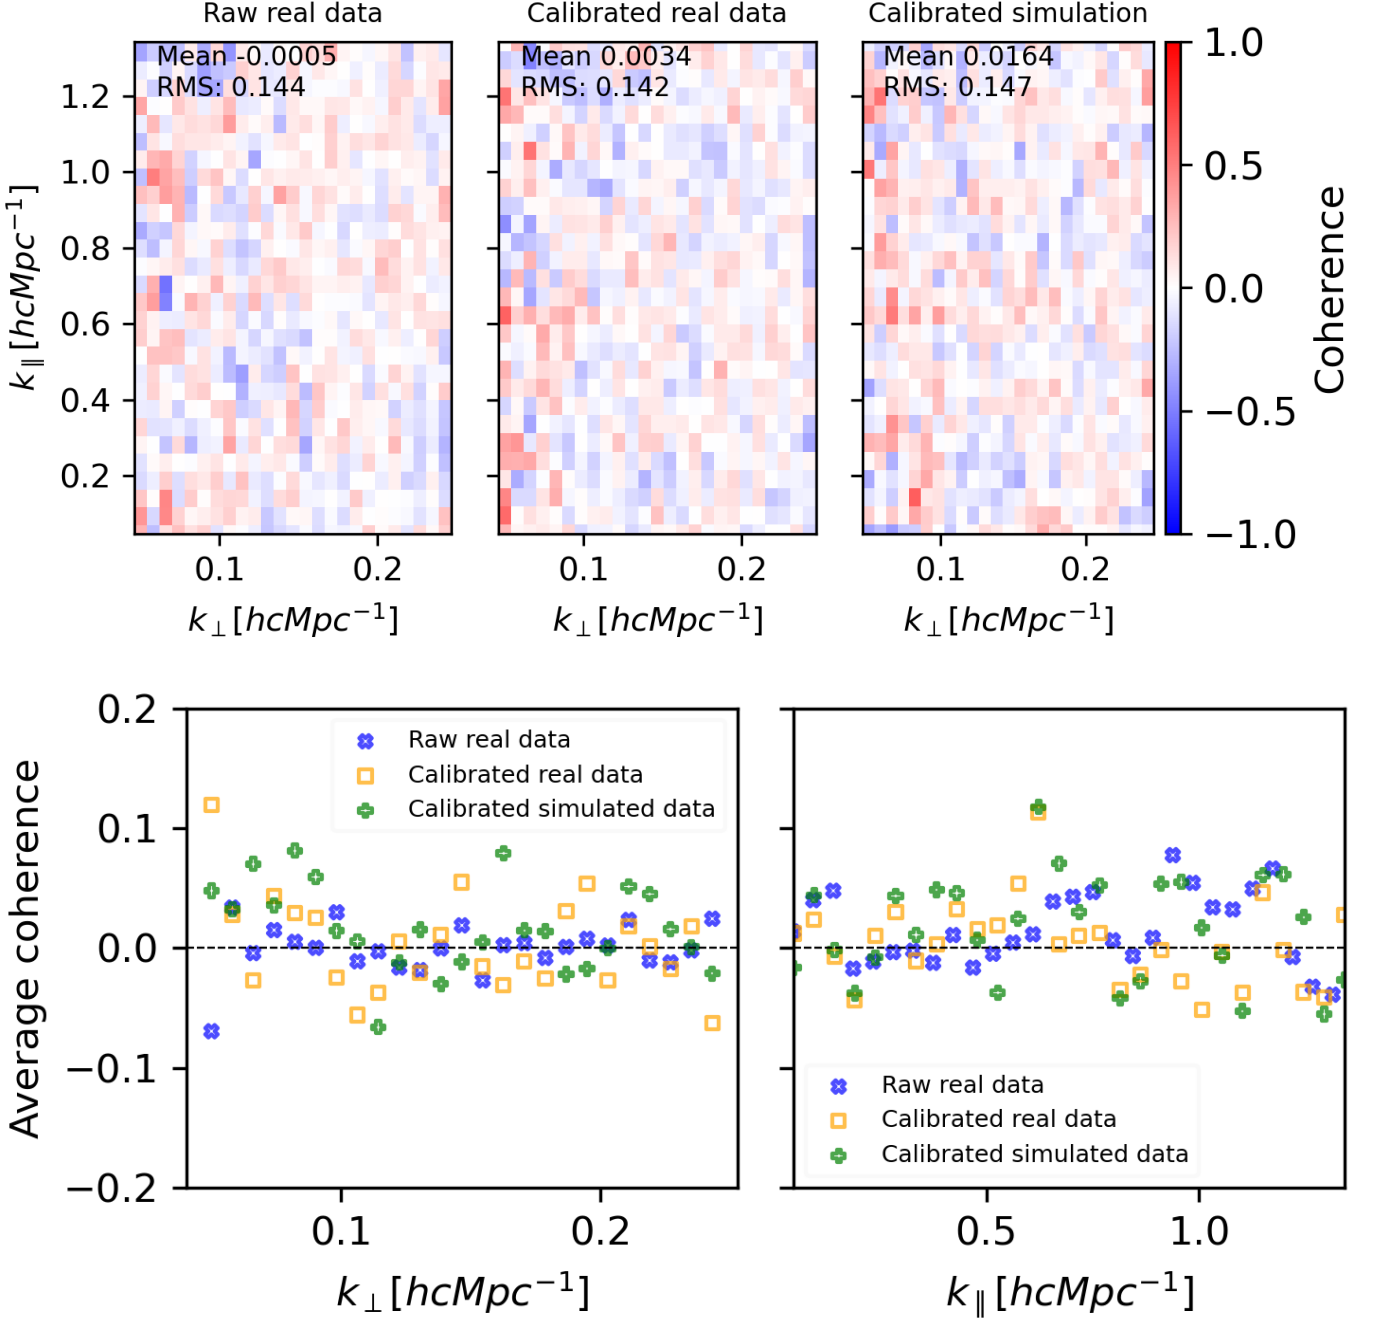 Raw real data
Calibrated real data
Calibrated simulation
Mean -0.0005
RMS: 0.144
Mean 0.0034
RMS: 0.142
Mean 0.0164
RMS: 0.147
1.2
1.0
0.8
0.6
0.4
0.2
k∥[hcMpc⁻¹]
0.1
0.2
0.1
0.2
0.1
0.2
k⊥[hcMpc⁻¹]
k⊥[hcMpc⁻¹]
k⊥[hcMpc⁻¹]
1.0
0.5
0.0
−0.5
−1.0
Coherence
0.2
0.1
0.0
−0.1
−0.2
Average coherence
Raw real data
Calibrated real data
Calibrated simulated data
0.1
0.2
k⊥[hcMpc⁻¹]
Raw real data
Calibrated real data
Calibrated simulated data
0.5
1.0
k∥[hcMpc⁻¹]